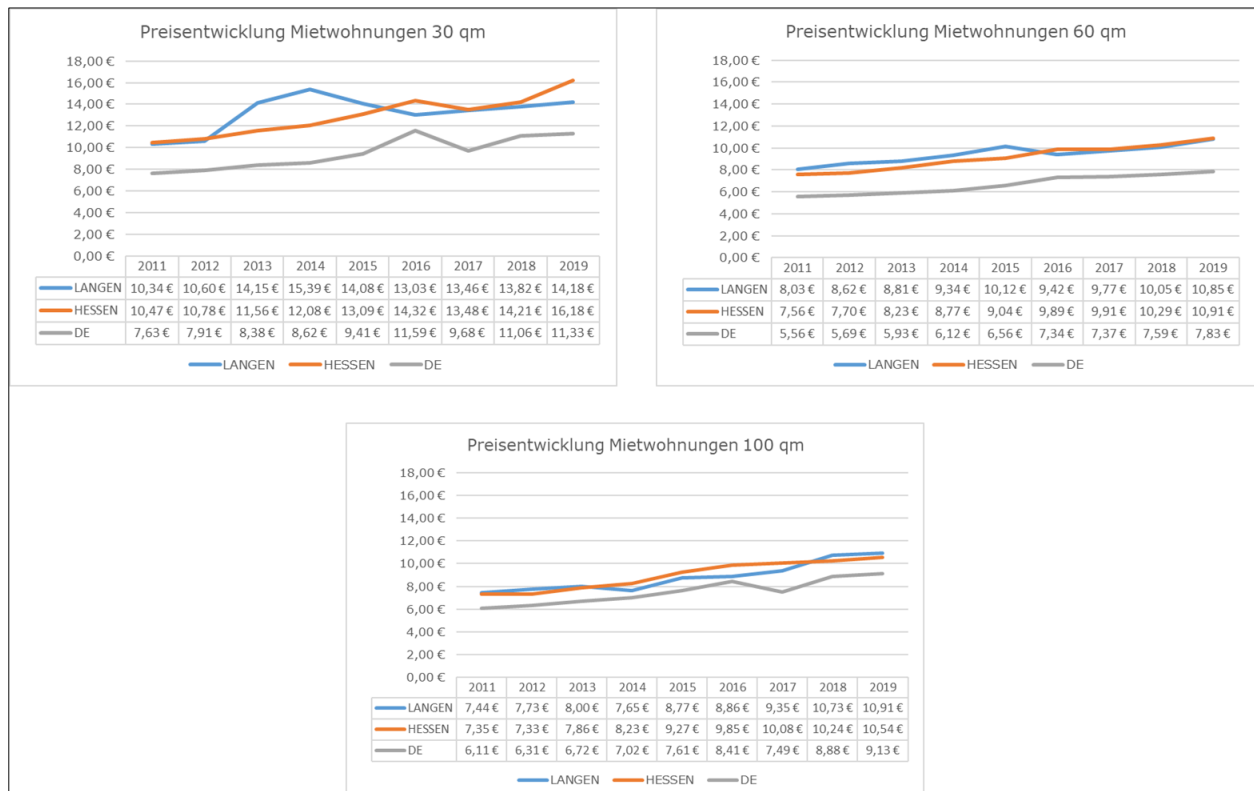 Preisentwicklung Mietwohnungen 30 qm
18,00 €
16,00 €
14,00 €
12,00 €
10,00 €
8,00 €
6,00 €
4,00 €
2,00 €
0,00 €
2011 2012 2013 2014 2015 2016 2017 2018 2019
LANGEN 10,34 € 10,60 € 14,15 € 15,39 € 14,08 € 13,03 € 13,46 € 13,82 € 14,18 €
HESSEN 10,47 € 10,78 € 11,56 € 12,08 € 13,09 € 14,32 € 13,48 € 14,21 € 16,18 €
DE 7,63 € 7,91 € 8,38 € 8,62 € 9,41 € 11,59 € 9,68 € 11,06 € 11,33 €
LANGEN HESSEN DE
Preisentwicklung Mietwohnungen 60 qm
18,00 €
16,00 €
14,00 €
12,00 €
10,00 €
8,00 €
6,00 €
4,00 €
2,00 €
0,00 €
2011 2012 2013 2014 2015 2016 2017 2018 2019
LANGEN 8,03 € 8,62 € 8,81 € 9,34 € 10,12 € 9,42 € 9,77 € 10,05 € 10,85 €
HESSEN 7,56 € 7,70 € 8,23 € 8,77 € 9,04 € 9,89 € 9,91 € 10,29 € 10,91 €
DE 5,56 € 5,69 € 5,93 € 6,12 € 6,56 € 7,34 € 7,37 € 7,59 € 7,83 €
LANGEN HESSEN DE
Preisentwicklung Mietwohnungen 100 qm
18,00 €
16,00 €
14,00 €
12,00 €
10,00 €
8,00 €
6,00 €
4,00 €
2,00 €
0,00 €
2011 2012 2013 2014 2015 2016 2017 2018 2019
LANGEN 7,44 € 7,73 € 8,00 € 7,65 € 8,77 € 8,86 € 9,35 € 10,73 € 10,91 €
HESSEN 7,35 € 7,33 € 7,86 € 8,23 € 9,27 € 9,85 € 10,08 € 10,24 € 10,54 €
DE 6,11 € 6,31 € 6,72 € 7,02 € 7,61 € 8,41 € 7,49 € 8,88 € 9,13 €
LANGEN HESSEN DE